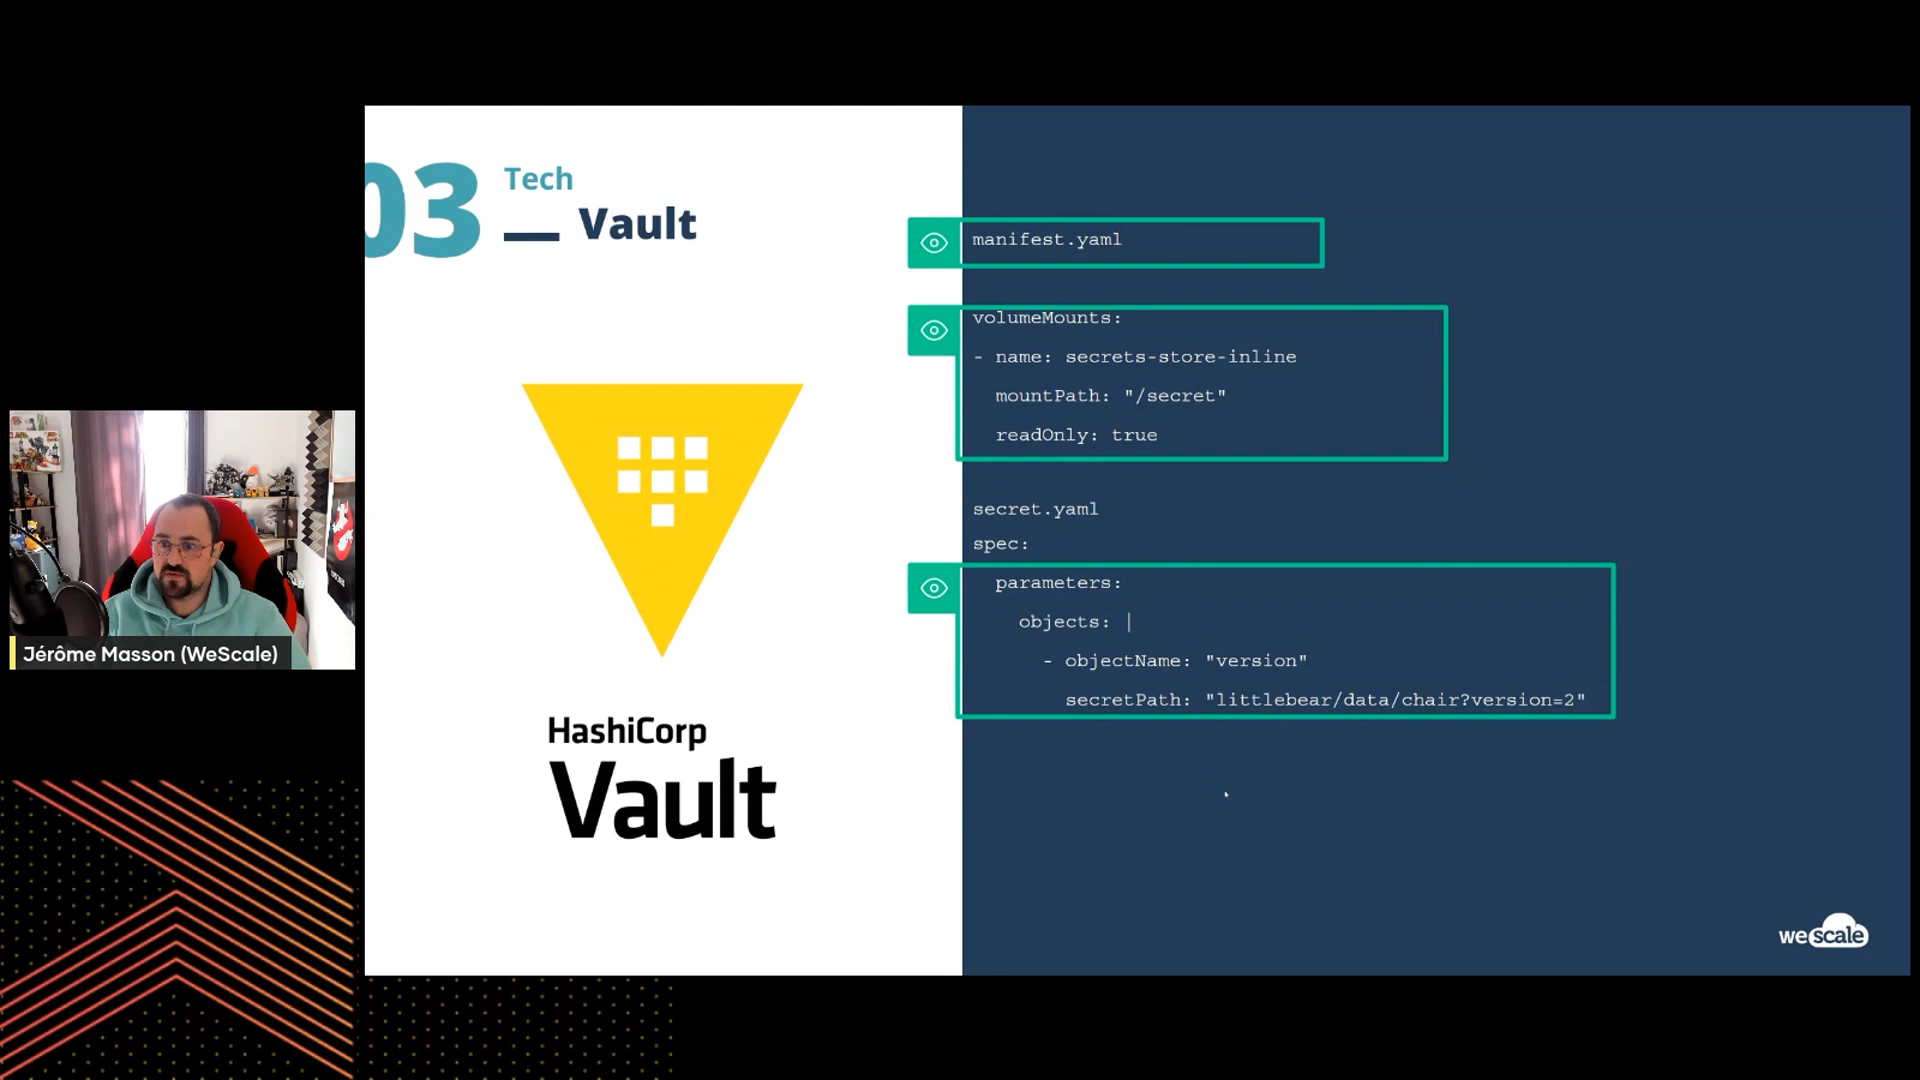 03
Tech
Vault
HashiCorp
Vault
manifest.yaml
volumeMounts:
- name: secrets-store-inline
mountPath: "/secret"
readOnly: true
secret.yaml
spec:
parameters:
objects: |
- objectName: "version"
secretPath: "littlebear/data/chair?version=2"
Jérôme Masson (WeScale)
wescale